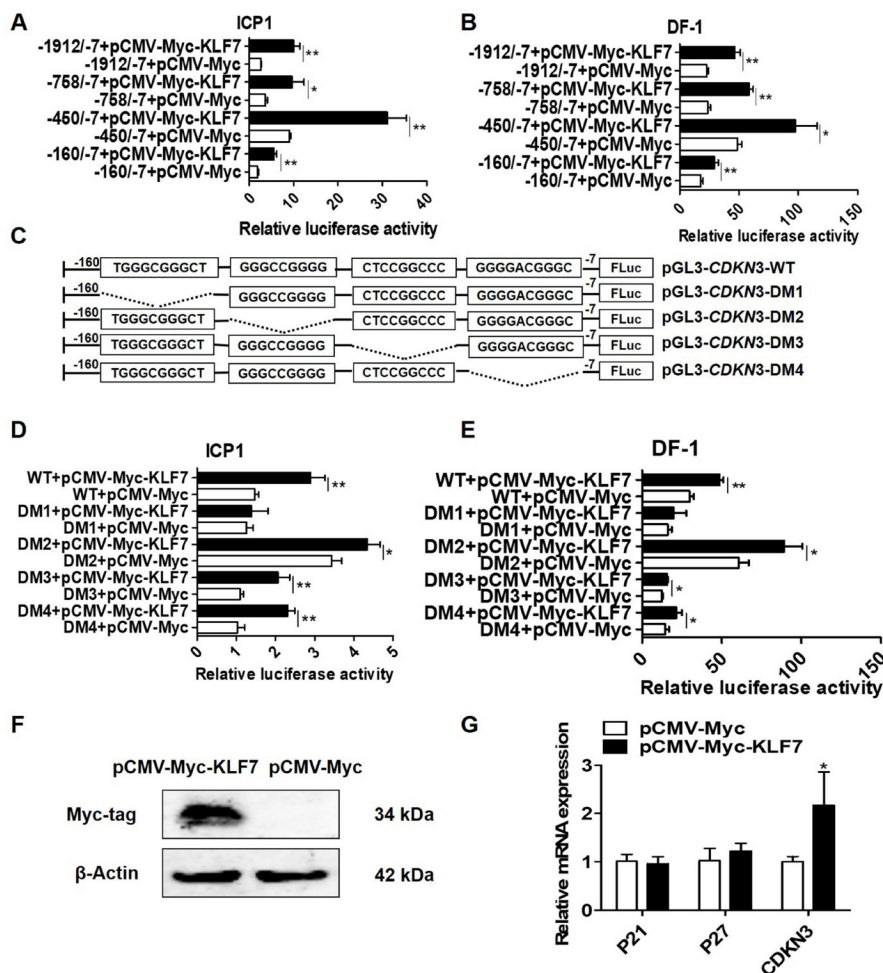 A
ICP1
-1912/-7+pCMV-Myc-KLF7
-1912/-7+pCMV-Myc
-758/-7+pCMV-Myc-KLF7
-758/-7+pCMV-Myc
-450/-7+pCMV-Myc-KLF7
-450/-7+pCMV-Myc
-160/-7+pCMV-Myc-KLF7
-160/-7+pCMV-Myc
**
*
**
**
0 10 20 30 40
Relative luciferase activity
B
DF-1
-1912/-7+pCMV-Myc-KLF7
-1912/-7+pCMV-Myc
-758/-7+pCMV-Myc-KLF7
-758/-7+pCMV-Myc
-450/-7+pCMV-Myc-KLF7
-450/-7+pCMV-Myc
-160/-7+pCMV-Myc-KLF7
-160/-7+pCMV-Myc
**
**
*
**
0 50 100 150
Relative luciferase activity
C
-160 TGGGCGGGCT GGGCCGGGG CTCCGGCCC GGGGACGGGC -7 FLuc pGL3-CDKN3-WT
-160 GGGCCGGGG CTCCGGCCC GGGGACGGGC -7 FLuc pGL3-CDKN3-DM1
-160 TGGGCGGGCT CTCCGGCCC GGGGACGGGC -7 FLuc pGL3-CDKN3-DM2
-160 TGGGCGGGCT GGGCCGGGG GGGGACGGGC -7 FLuc pGL3-CDKN3-DM3
-160 TGGGCGGGCT GGGCCGGGG CTCCGGCCC -7 FLuc pGL3-CDKN3-DM4
D
ICP1
WT+pCMV-Myc-KLF7
WT+pCMV-Myc
DM1+pCMV-Myc-KLF7
DM1+pCMV-Myc
DM2+pCMV-Myc-KLF7
DM2+pCMV-Myc
DM3+pCMV-Myc-KLF7
DM3+pCMV-Myc
DM4+pCMV-Myc-KLF7
DM4+pCMV-Myc
**
*
**
**
0 1 2 3 4 5
Relative luciferase activity
E
DF-1
WT+pCMV-Myc-KLF7
WT+pCMV-Myc
DM1+pCMV-Myc-KLF7
DM1+pCMV-Myc
DM2+pCMV-Myc-KLF7
DM2+pCMV-Myc
DM3+pCMV-Myc-KLF7
DM3+pCMV-Myc
DM4+pCMV-Myc-KLF7
DM4+pCMV-Myc
**
*
*
*
0 50 100 150
Relative luciferase activity
F
pCMV-Myc-KLF7 pCMV-Myc
Myc-tag 34 kDa
β-Actin 42 kDa
G
pCMV-Myc
pCMV-Myc-KLF7
Relative mRNA expression
3
2
1
0
*
P21 P27 CDKN3